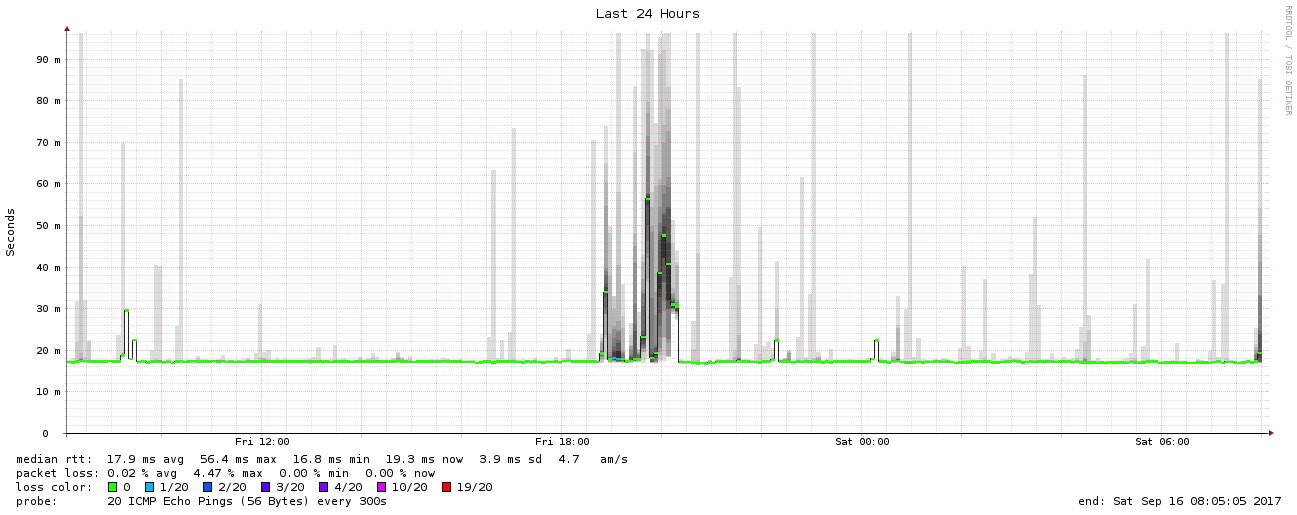 Last 24 Hours
RRDTOOL / TOBI OETIKER
Seconds
90 m
80 m
70 m
60 m
50 m
40 m
30 m
20 m
10 m
0
Fri 12:00 Fri 18:00 Sat 00:00 Sat 06:00
median rtt: 17.9 ms avg 56.4 ms max 16.8 ms min 19.3 ms now 3.9 ms sd 4.7 am/s
packet loss: 0.02 % avg 4.47 % max 0.00 % min 0.00 % now
loss color: 0 1/20 2/20 3/20 4/20 10/20 19/20
probe: 20 ICMP Echo Pings (56 Bytes) every 300s end: Sat Sep 16 08:05:05 2017